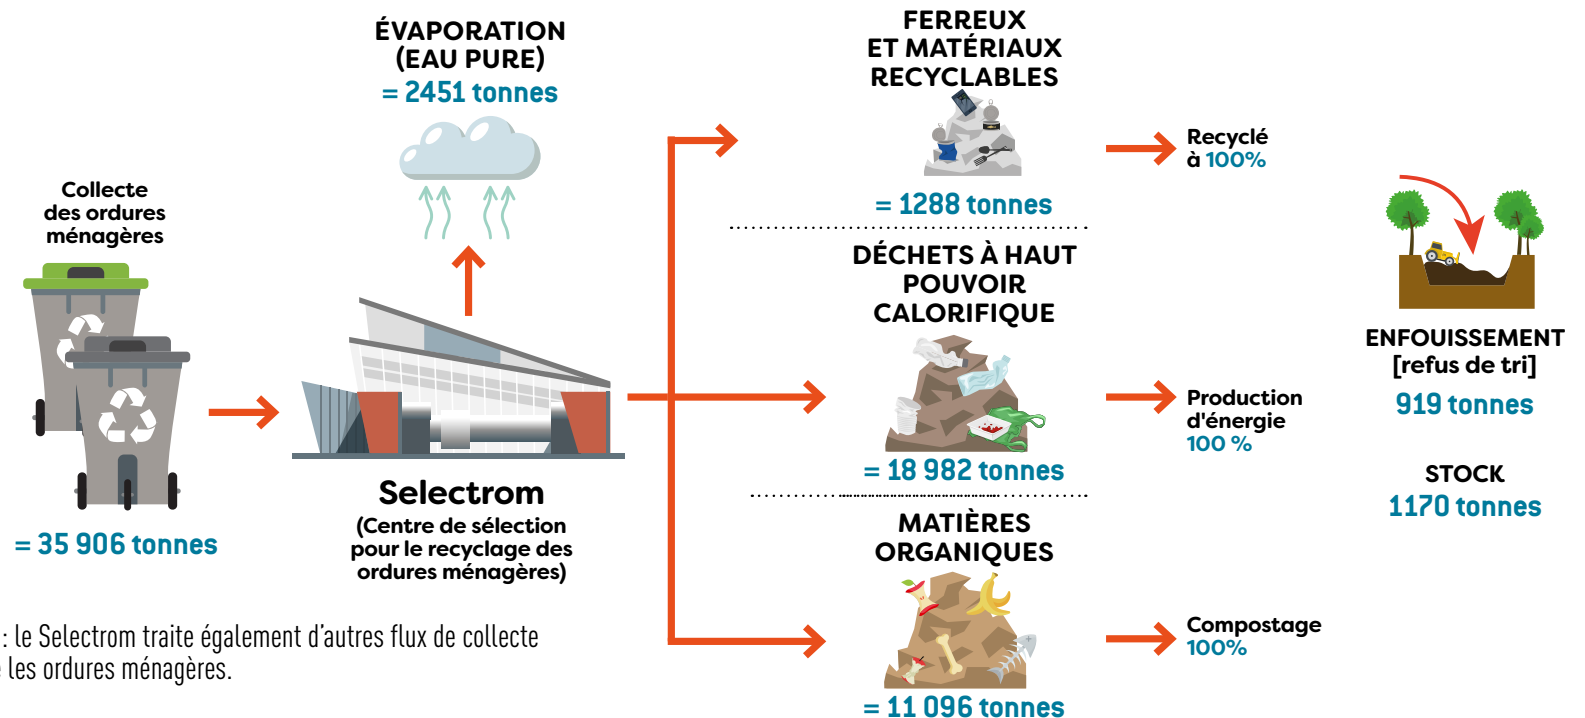 Collecte
des ordures
ménagères
= 35 906 tonnes
ÉVAPORATION
(EAU PURE)
= 2451 tonnes
Selectrom
(Centre de sélection
pour le recyclage des
ordures ménagères)
: le Selectrom traite également d'autres flux de collecte
les ordures ménagères.
FERREUX
ET MATÉRIAUX
RECYCLABLES
= 1288 tonnes
Recyclé
à 100%
DÉCHETS À HAUT
POUVOIR
CALORIFIQUE
= 18 982 tonnes
Production
d'énergie
100 %
MATIÈRES
ORGANIQUES
= 11 096 tonnes
Compostage
100%
ENFOUISSEMENT
[refus de tri]
919 tonnes
STOCK
1170 tonnes